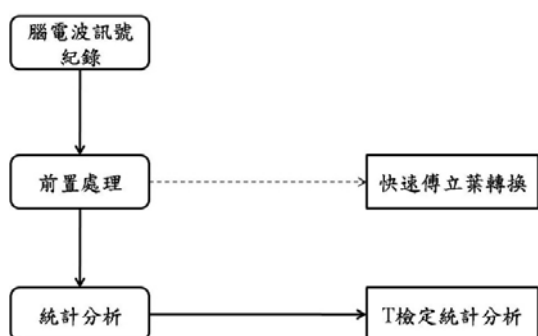 腦電波訊號
紀錄
前置處理
快速傅立葉轉換
統計分析
T檢定統計分析